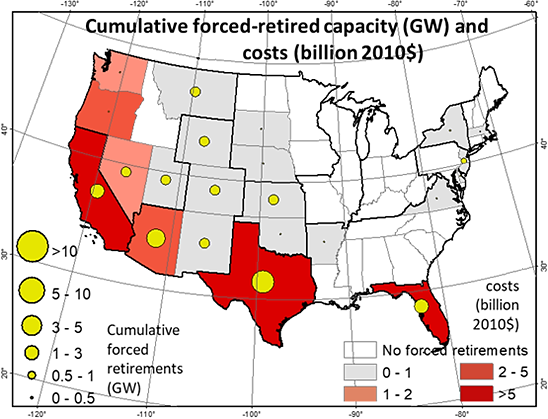 -130° -120° -110° -100° -90° -80° -70° -60°
Cumulative forced-retired capacity (GW) and
costs (billion 2010$)
40°
40°
30°
30°
20°
20°
>10
5 - 10
3 - 5
1 - 3
0.5 - 1
0 - 0.5
Cumulative
forced
retirements
(GW)
costs
(billion
2010$)
No forced retirements
0 - 1
1 - 2
2 - 5
>5
-120° -110° -100° -90° -80°